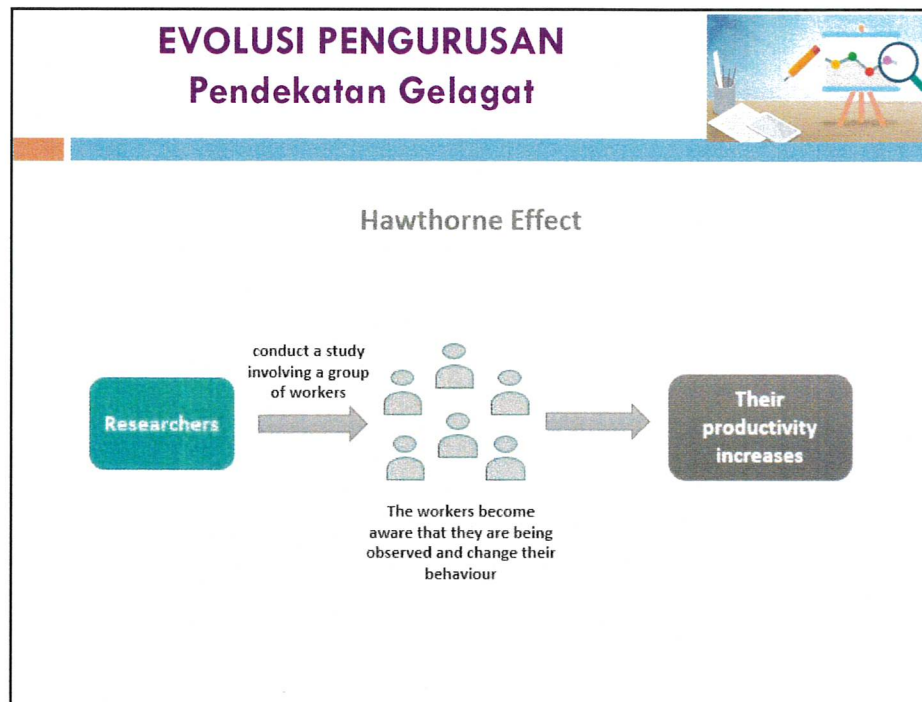 EVOLUSI PENGURUSAN
Pendekatan Gelagat
Hawthorne Effect
Researchers
conduct a study
involving a group
of workers
The workers become
aware that they are being
observed and change their
behaviour
Their
productivity
increases